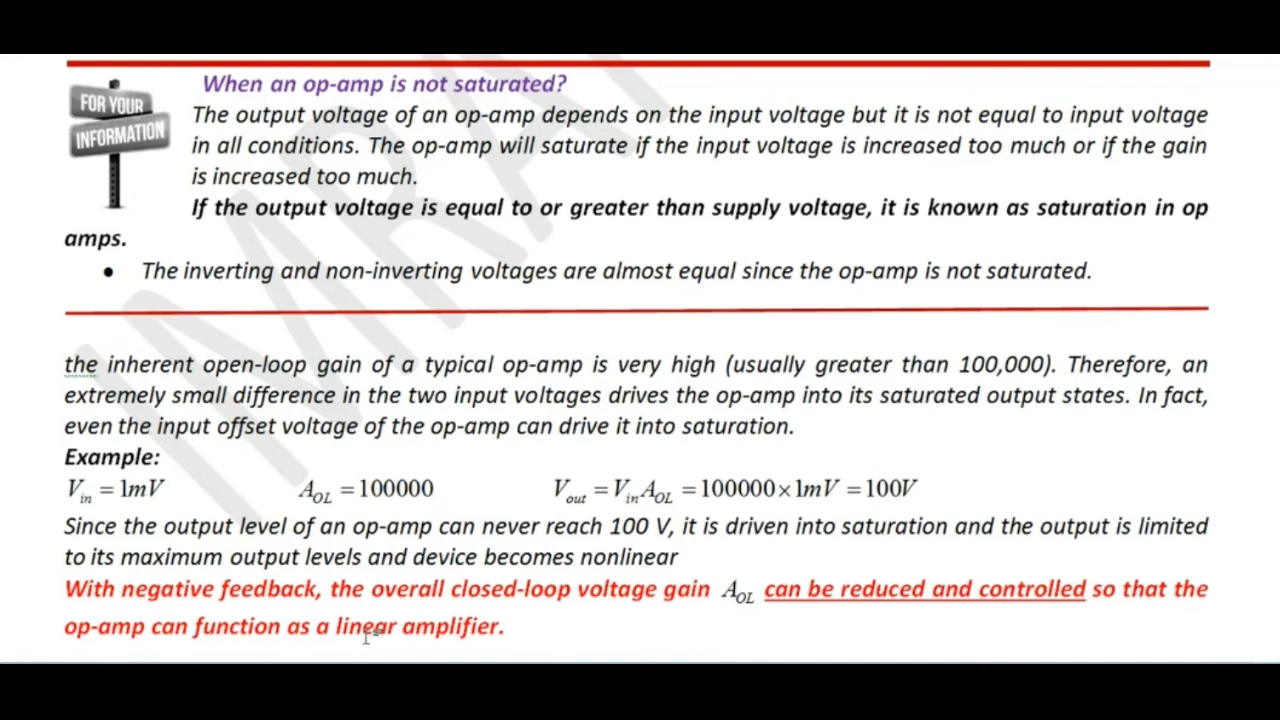 When an op-amp is not saturated?
FOR YOUR
INFORMATION
The output voltage of an op-amp depends on the input voltage but it is not equal to input voltage
in all conditions. The op-amp will saturate if the input voltage is increased too much or if the gain
is increased too much.
If the output voltage is equal to or greater than supply voltage, it is known as saturation in op
amps.
• The inverting and non-inverting voltages are almost equal since the op-amp is not saturated.
the inherent open-loop gain of a typical op-amp is very high (usually greater than 100,000). Therefore, an
extremely small difference in the two input voltages drives the op-amp into its saturated output states. In fact,
even the input offset voltage of the op-amp can drive it into saturation.
Example:
V_in = 1mV A_OL = 100000 V_out = V_in A_OL = 100000 × 1mV = 100V
Since the output level of an op-amp can never reach 100 V, it is driven into saturation and the output is limited
to its maximum output levels and device becomes nonlinear
With negative feedback, the overall closed-loop voltage gain A_OL can be reduced and controlled so that the
op-amp can function as a linear amplifier.